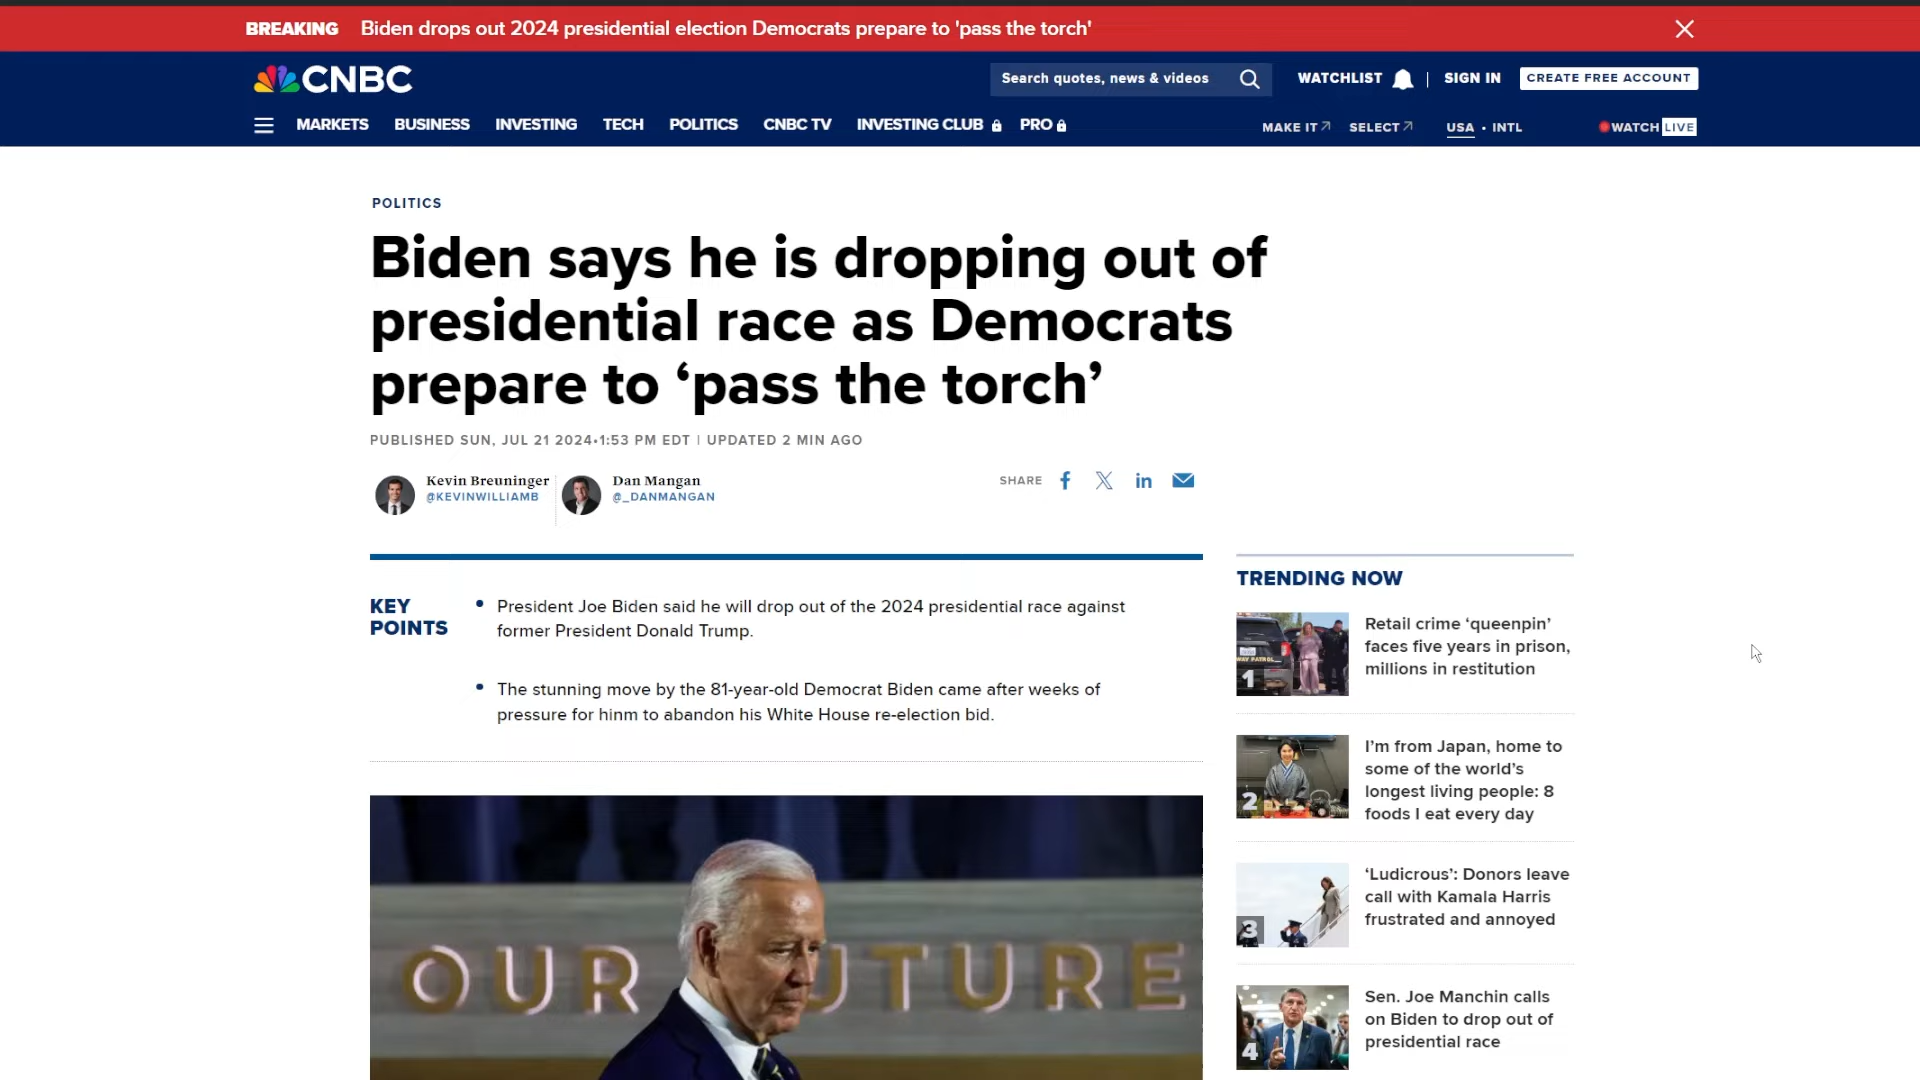 BREAKING Biden drops out 2024 presidential election Democrats prepare to 'pass the torch'
CNBC
Search quotes, news & videos
WATCHLIST | SIGN IN CREATE FREE ACCOUNT
MARKETS BUSINESS INVESTING TECH POLITICS CNBC TV INVESTING CLUB PRO
MAKE IT SELECT USA • INTL WATCH LIVE
POLITICS
Biden says he is dropping out of
presidential race as Democrats
prepare to ‘pass the torch’
PUBLISHED SUN, JUL 21 2024•1:53 PM EDT | UPDATED 2 MIN AGO
Kevin Breuninger
@KEVINWILLIAMB
Dan Mangan
@_DANMANGAN
SHARE
KEY
POINTS
• President Joe Biden said he will drop out of the 2024 presidential race against
former President Donald Trump.
• The stunning move by the 81-year-old Democrat Biden came after weeks of
pressure for hinm to abandon his White House re-election bid.
OUR UTURE
TRENDING NOW
1
Retail crime ‘queenpin’
faces five years in prison,
millions in restitution
2
I’m from Japan, home to
some of the world’s
longest living people: 8
foods I eat every day
3
‘Ludicrous’: Donors leave
call with Kamala Harris
frustrated and annoyed
4
Sen. Joe Manchin calls
on Biden to drop out of
presidential race